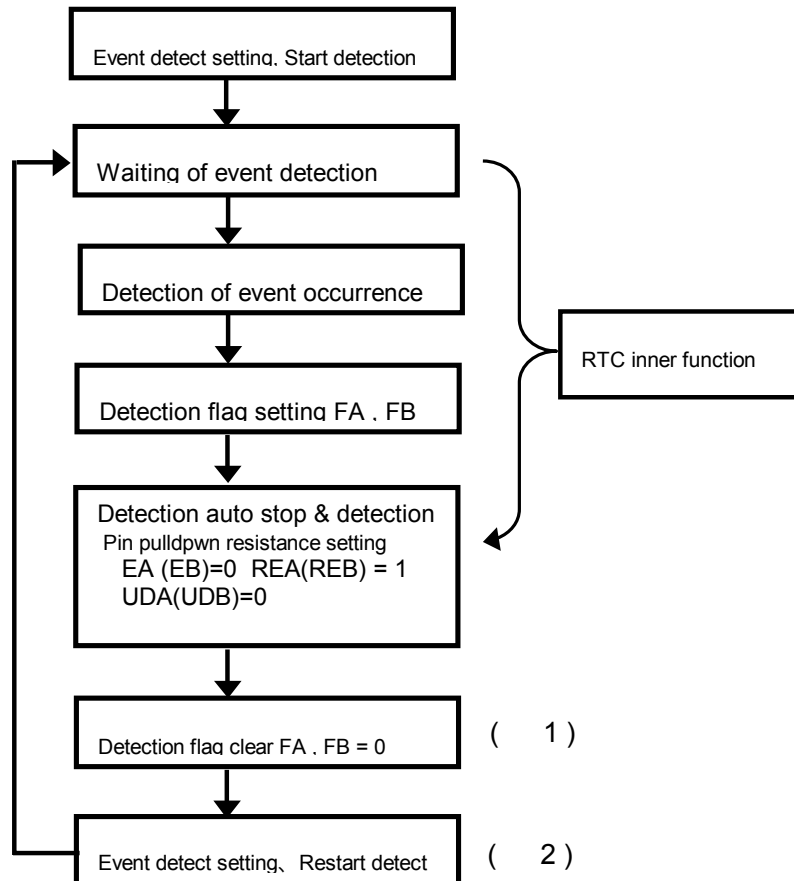 Event detect setting, Start detection
Waiting of event detection
Detection of event occurrence
RTC inner function
Detection flag setting FA , FB
Detection auto stop & detection
Pin pulldpwn resistance setting
EA (EB)=0 REA(REB) = 1
UDA(UDB)=0
Detection flag clear FA , FB = 0
( 1 )
Event detect setting、Restart detect
( 2 )